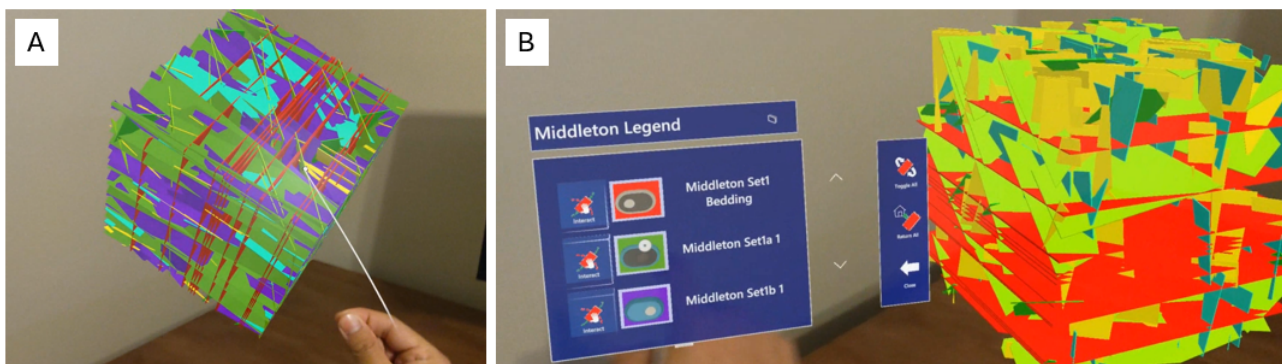 A
B
Middleton Legend
Interact
Middleton Set1
Bedding
Interact
Middleton Set1a 1
Interact
Middleton Set1b 1
Toggle All
Return All
Close